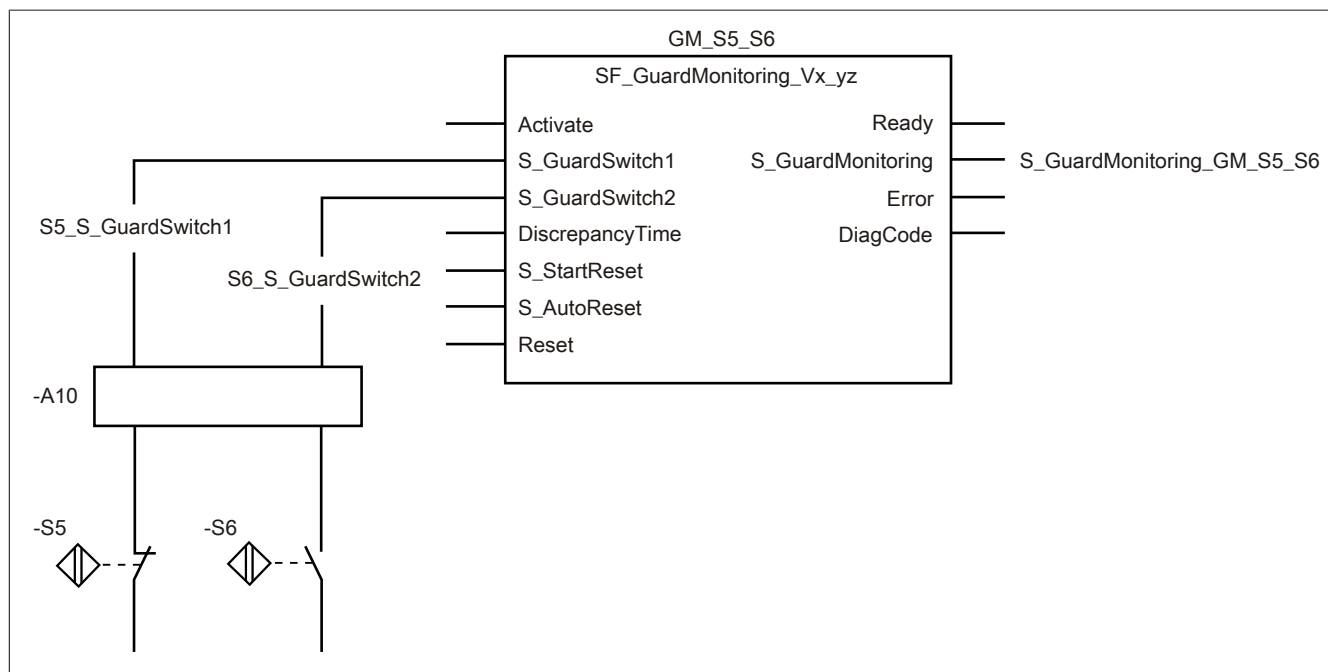 GM_S5_S6
SF_GuardMonitoring_Vx_yz
Activate Ready
S_GuardSwitch1 S_GuardMonitoring S_GuardMonitoring_GM_S5_S6
S_GuardSwitch2 Error
S5_S_GuardSwitch1
DiscrepancyTime DiagCode
S6_S_GuardSwitch2 S_StartReset
S_AutoReset
Reset
-A10
-S5 -S6